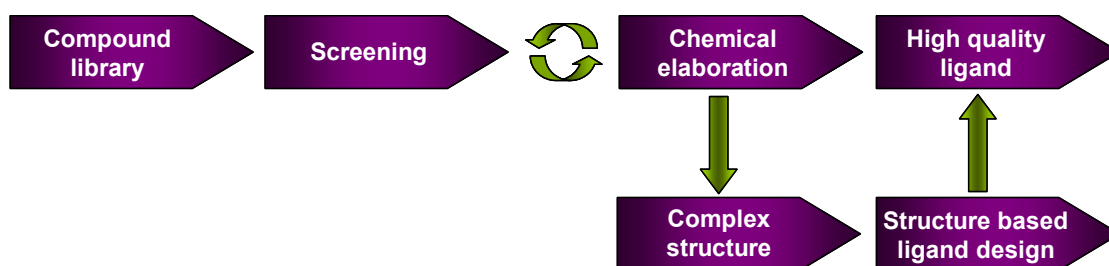 Compound
library
Screening
Chemical
elaboration
High quality
ligand
Complex
structure
Structure based
ligand design